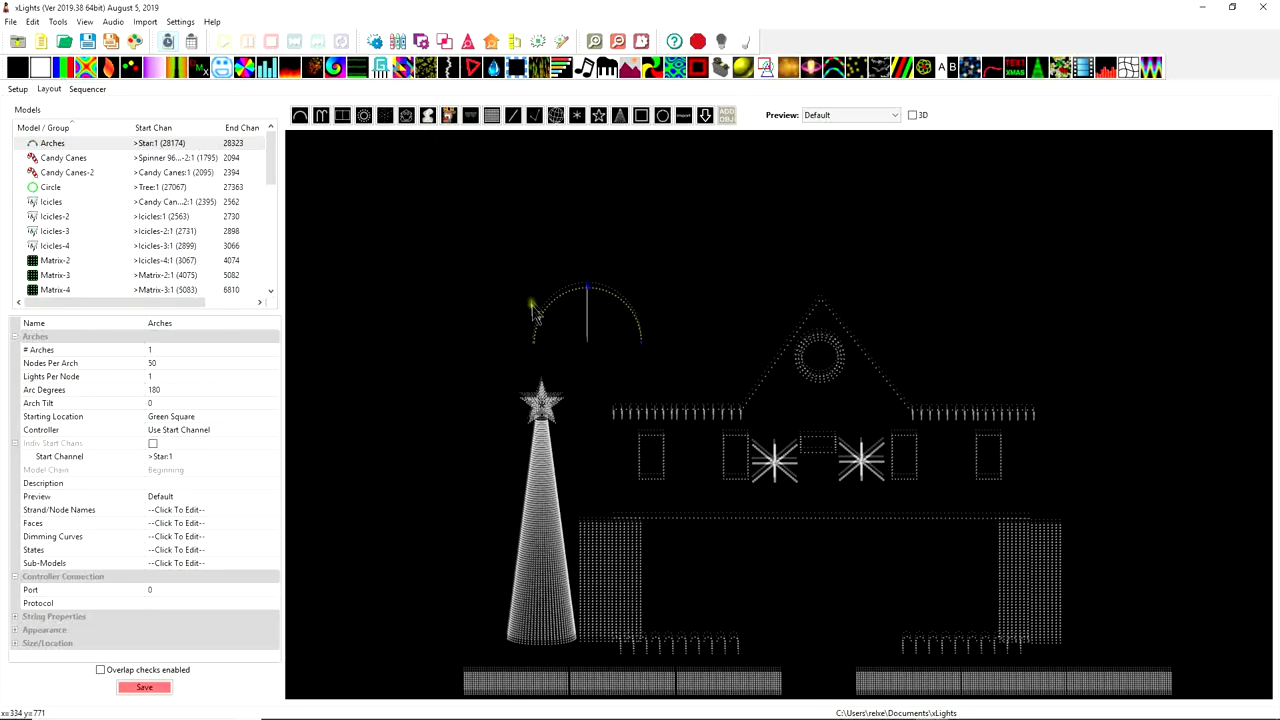 xLights (Ver 2019.38 64bit) August 5, 2019
File Edit Tools View Audio Import Settings Help
Setup Layout Sequencer
Models
Preview: Default 3D
Model / Group Start Chan End Chan
Arches >Star:1 (28174) 28323
Candy Canes >Spinner 96...-2:1 (1795) 2094
Candy Canes-2 >Candy Canes:1 (2095) 2394
Circle >Tree:1 (27067) 27363
Icicles >Candy Can...2:1 (2395) 2562
Icicles-2 >Icicles:1 (2563) 2730
Icicles-3 >Icicles-2:1 (2731) 2898
Icicles-4 >Icicles-3:1 (2899) 3066
Matrix-2 >Icicles-4:1 (3067) 4074
Matrix-3 >Matrix-2:1 (4075) 5082
Matrix-4 >Matrix-3:1 (5083) 6810
Name Arches
Arches
# Arches 1
Nodes Per Arch 50
Lights Per Node 1
Arc Degrees 180
Arch Tilt 0
Starting Location Green Square
Controller Use Start Channel
Indiv Start Chans
Start Channel >Star:1
Model Chain Beginning
Description
Preview Default
Strand/Node Names --Click To Edit--
Faces --Click To Edit--
Dimming Curves --Click To Edit--
States --Click To Edit--
Sub-Models --Click To Edit--
Controller Connection
Port 0
Protocol
String Properties
Appearance
Size/Location
Overlap checks enabled
Save
x=334 y=771 C:\Users\relxe\Documents\xLights